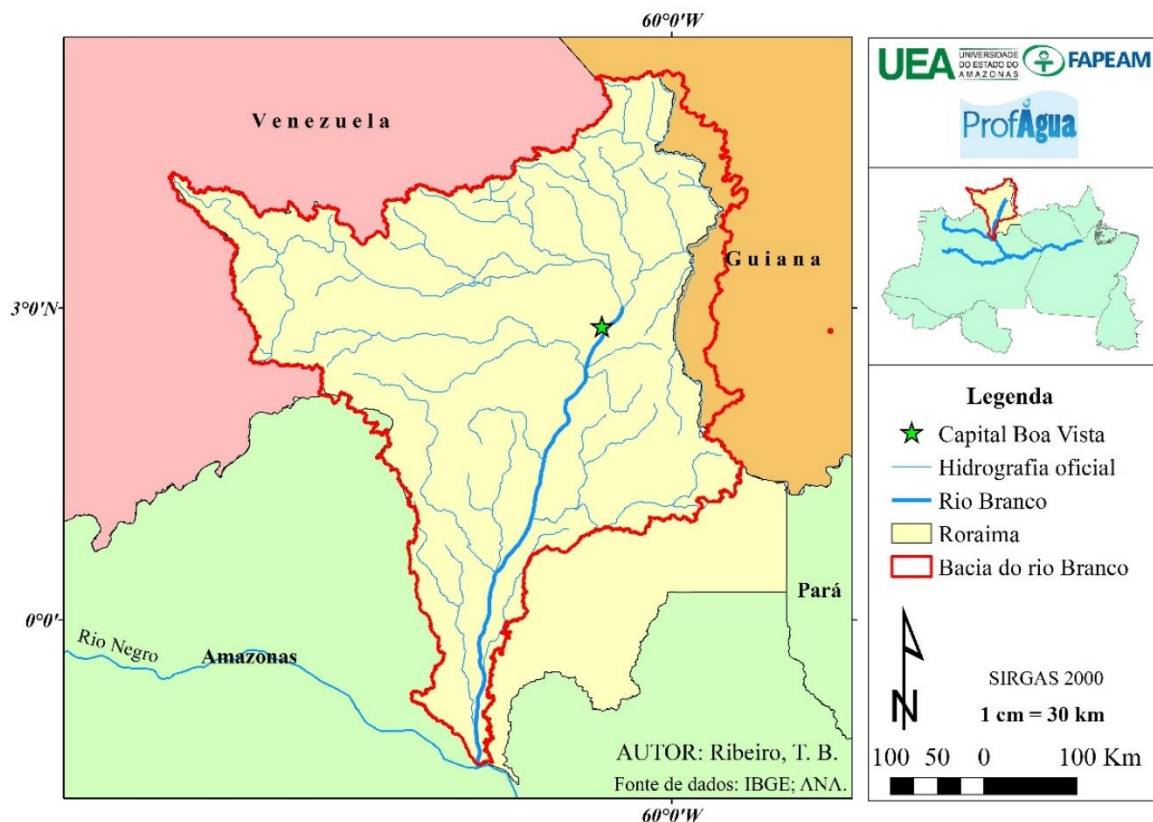 60°0'W
V e n e z u e l a
G u i a n a
3°0'N
0°0'
Rio Negro
Amazonas
Pará
AUTOR: Ribeiro, T. B.
Fonte de dados: IBGE; ANA.
60°0'W
UEA
UNIVERSIDADE
DO ESTADO DO
AMAZONAS
FAPEAM
ProfÁgua
Legenda
Capital Boa Vista
Hidrografia oficial
Rio Branco
Roraima
Bacia do rio Branco
N
SIRGAS 2000
1 cm = 30 km
100 50 0 100 Km